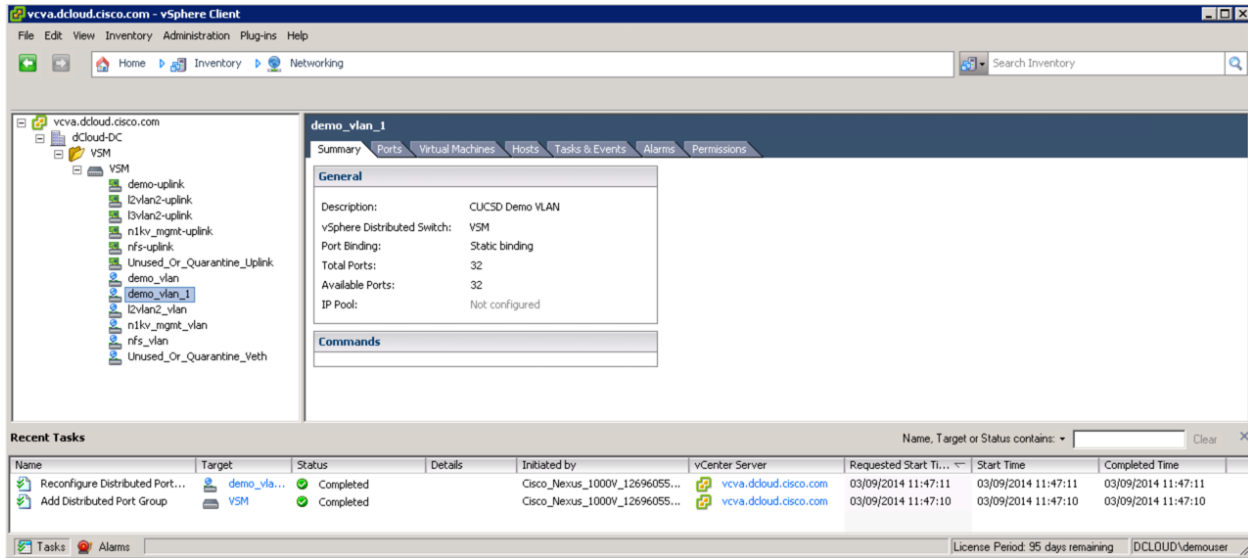 vcva.dcloud.cisco.com - vSphere Client
File Edit View Inventory Administration Plug-ins Help
Home Inventory Networking Search Inventory
vcva.dcloud.cisco.com
dCloud-DC
VSM
VSM
demo-uplink
l2vlan2-uplink
l3vlan2-uplink
n1kv_mgmt-uplink
nfs-uplink
Unused_Or_Quarantine_Uplink
demo_vlan
demo_vlan_1
l2vlan2_vlan
n1kv_mgmt_vlan
nfs_vlan
Unused_Or_Quarantine_Veth
demo_vlan_1
Summary Ports Virtual Machines Hosts Tasks & Events Alarms Permissions
General
Description: CUCSD Demo VLAN
vSphere Distributed Switch: VSM
Port Binding: Static binding
Total Ports: 32
Available Ports: 32
IP Pool: Not configured
Commands
Recent Tasks Name, Target or Status contains: Clear
Name Target Status Details Initiated by vCenter Server Requested Start Ti... Start Time Completed Time
Reconfigure Distributed Port... demo_vla... Completed Cisco_Nexus_1000V_12696055... vcva.dcloud.cisco.com 03/09/2014 11:47:11 03/09/2014 11:47:11 03/09/2014 11:47:11
Add Distributed Port Group VSM Completed Cisco_Nexus_1000V_12696055... vcva.dcloud.cisco.com 03/09/2014 11:47:10 03/09/2014 11:47:10 03/09/2014 11:47:10
Tasks Alarms License Period: 95 days remaining DCLOUD\demouser